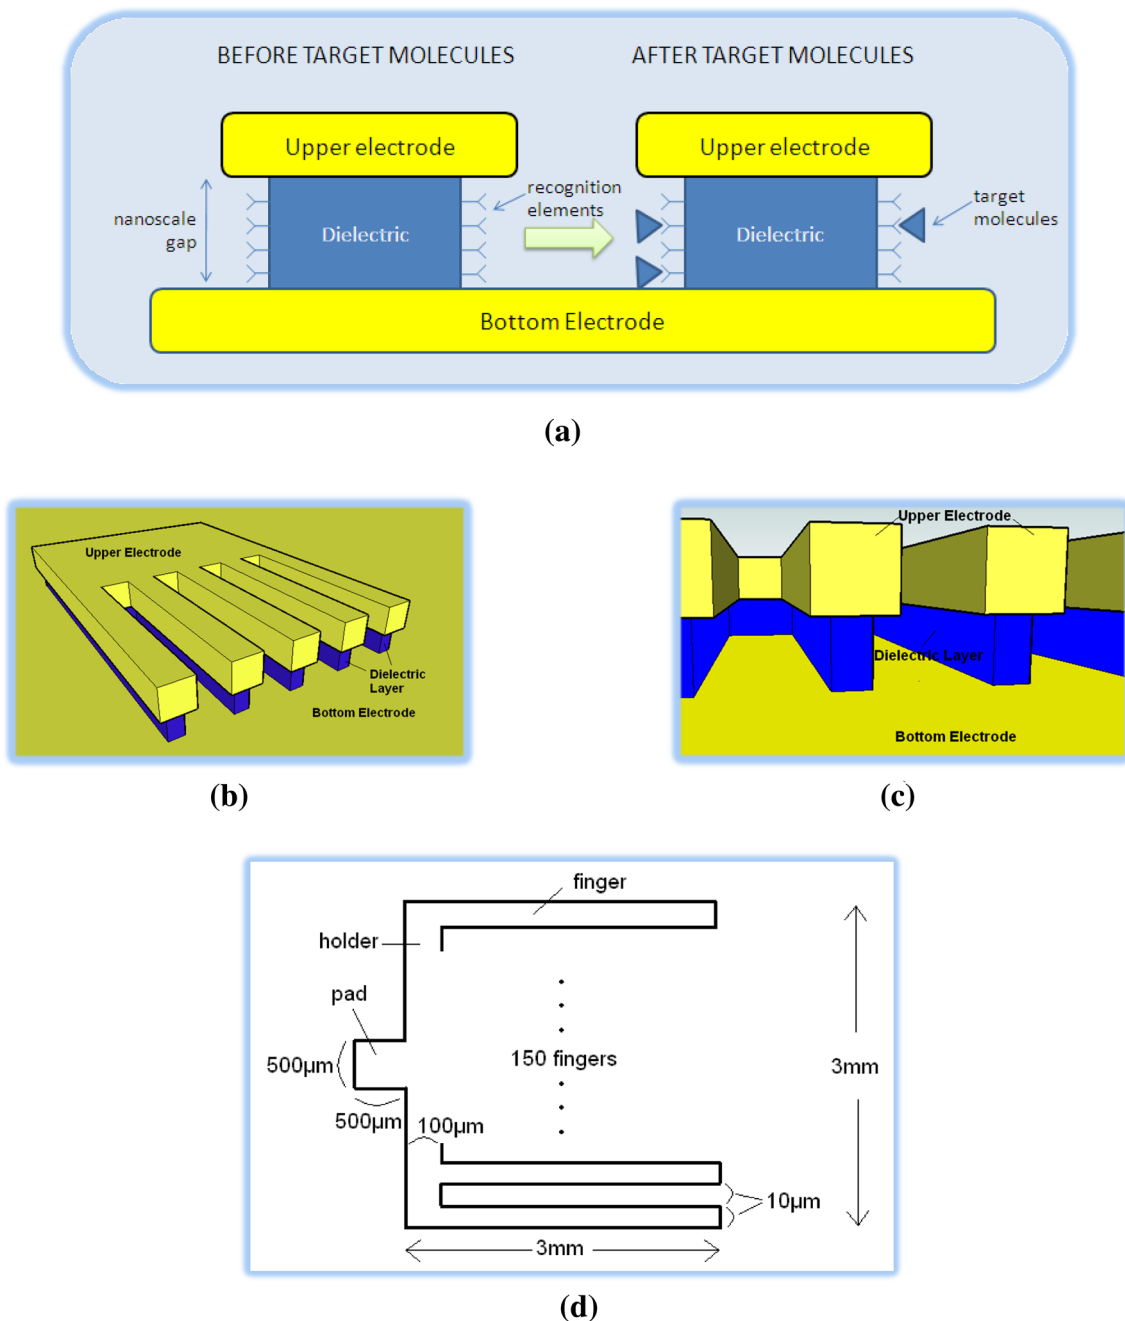 BEFORE TARGET MOLECULES
AFTER TARGET MOLECULES
Upper electrode
Upper electrode
nanoscale
gap
Dielectric
recognition
elements
Dielectric
target
molecules
Bottom Electrode
(a)
Upper Electrode
Dielectric
Layer
Bottom Electrode
(b)
Upper Electrode
Dielectric Layer
Bottom Electrode
(c)
finger
holder
pad
500µm
150 fingers
3mm
500µm
100µm
10µm
3mm
(d)